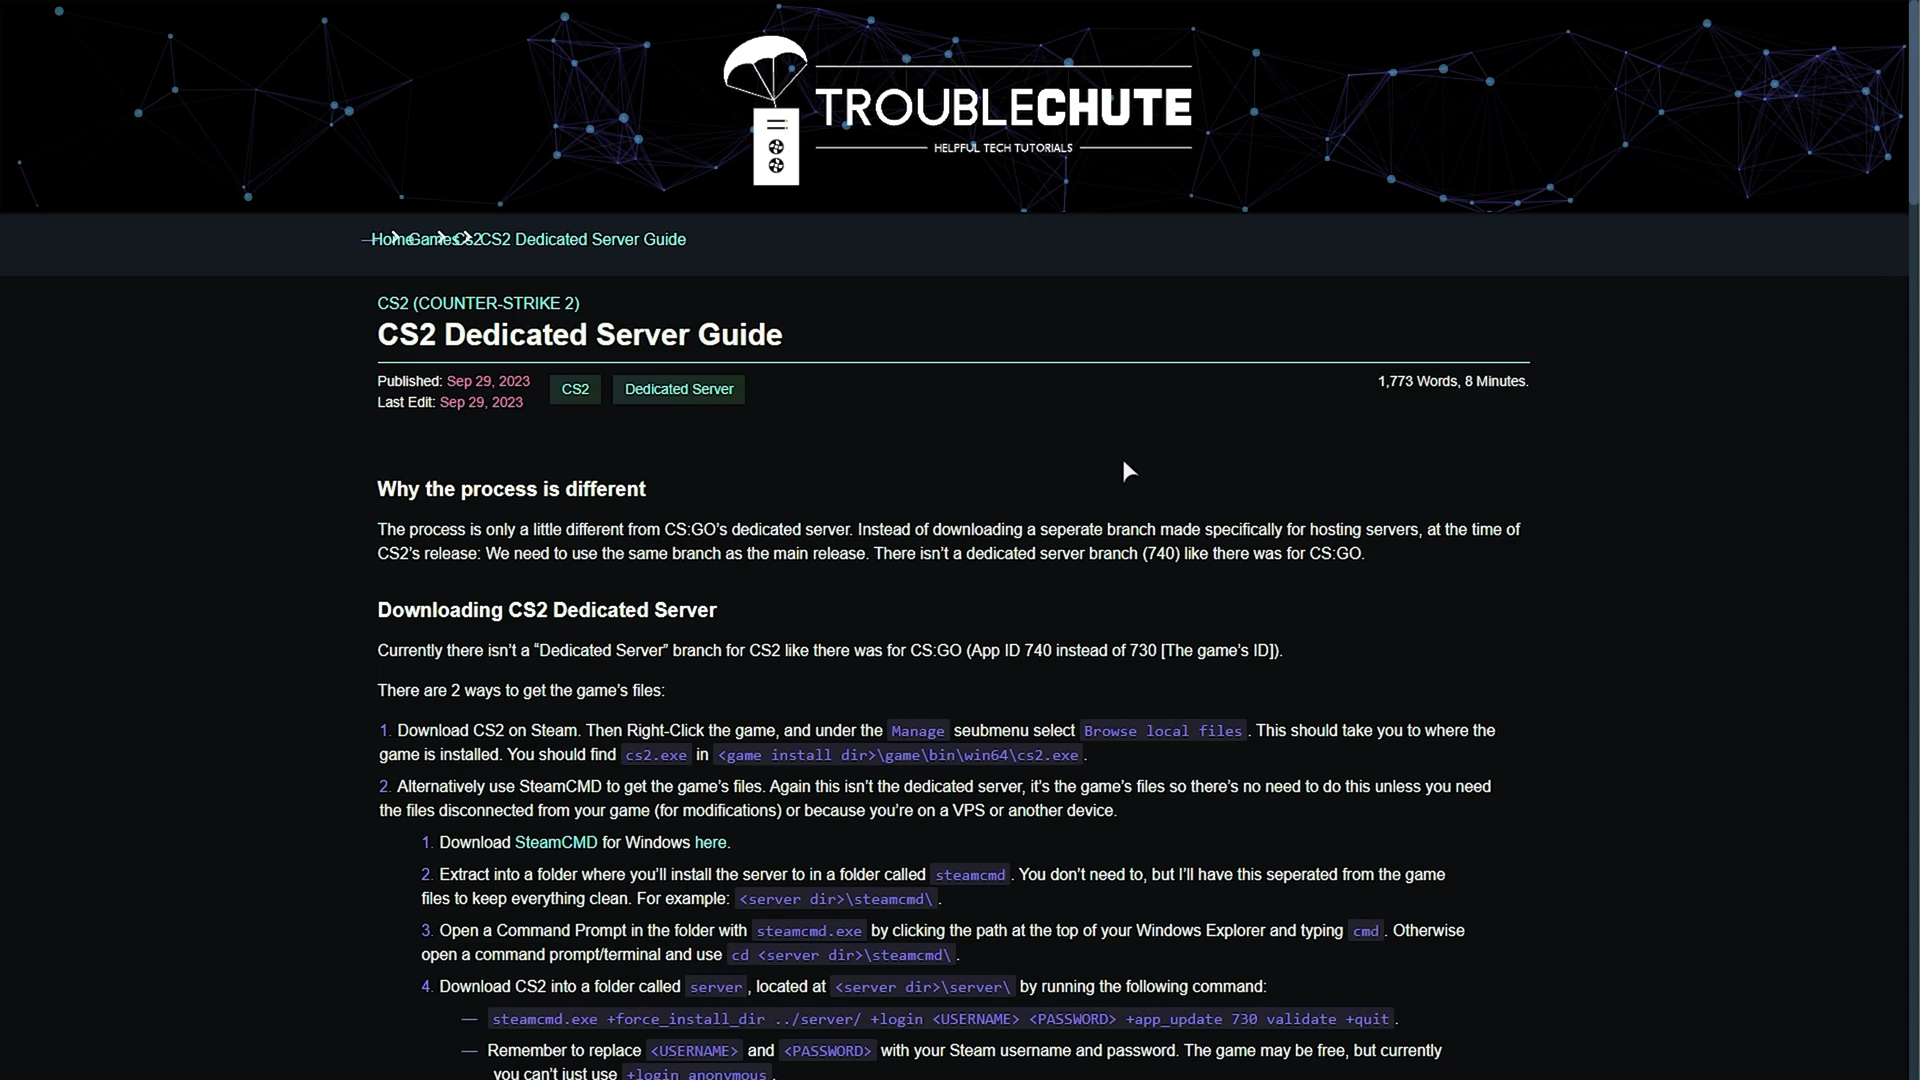 TROUBLECHUTE
HELPFUL TECH TUTORIALS
Home Games Cs2 CS2 Dedicated Server Guide
CS2 (COUNTER-STRIKE 2)
CS2 Dedicated Server Guide
Published: Sep 29, 2023 CS2 Dedicated Server 1,773 Words, 8 Minutes.
Last Edit: Sep 29, 2023
Why the process is different
The process is only a little different from CS:GO’s dedicated server. Instead of downloading a seperate branch made specifically for hosting servers, at the time of
CS2’s release: We need to use the same branch as the main release. There isn’t a dedicated server branch (740) like there was for CS:GO.
Downloading CS2 Dedicated Server
Currently there isn’t a “Dedicated Server” branch for CS2 like there was for CS:GO (App ID 740 instead of 730 [The game’s ID]).
There are 2 ways to get the game’s files:
1. Download CS2 on Steam. Then Right-Click the game, and under the Manage seubmenu select Browse local files. This should take you to where the
game is installed. You should find cs2.exe in <game install dir>\game\bin\win64\cs2.exe.
2. Alternatively use SteamCMD to get the game’s files. Again this isn’t the dedicated server, it’s the game’s files so there’s no need to do this unless you need
the files disconnected from your game (for modifications) or because you’re on a VPS or another device.
1. Download SteamCMD for Windows here.
2. Extract into a folder where you’ll install the server to in a folder called steamcmd. You don’t need to, but I’ll have this seperated from the game
files to keep everything clean. For example: <server dir>\steamcmd\.
3. Open a Command Prompt in the folder with steamcmd.exe by clicking the path at the top of your Windows Explorer and typing cmd. Otherwise
open a command prompt/terminal and use cd <server dir>\steamcmd\.
4. Download CS2 into a folder called server, located at <server dir>\server\ by running the following command:
— steamcmd.exe +force_install_dir ../server/ +login <USERNAME> <PASSWORD> +app_update 730 validate +quit.
— Remember to replace <USERNAME> and <PASSWORD> with your Steam username and password. The game may be free, but currently
you can’t just use +login anonymous.